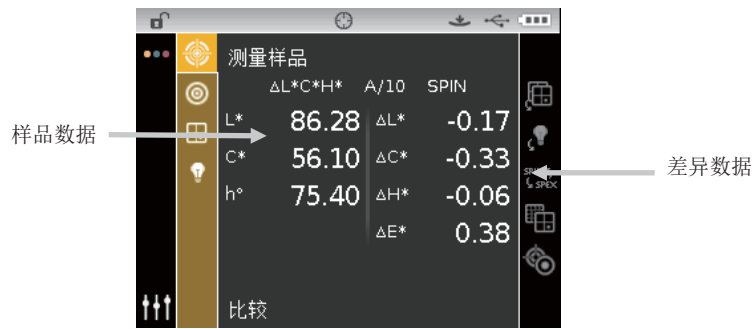 测量样品
ΔL*C*H* A/10 SPIN
L* 86.28 ΔL* -0.17
样品数据
C* 56.10 ΔC* -0.33
差异数据
h° 75.40 ΔH* -0.06
ΔE* 0.38
比较